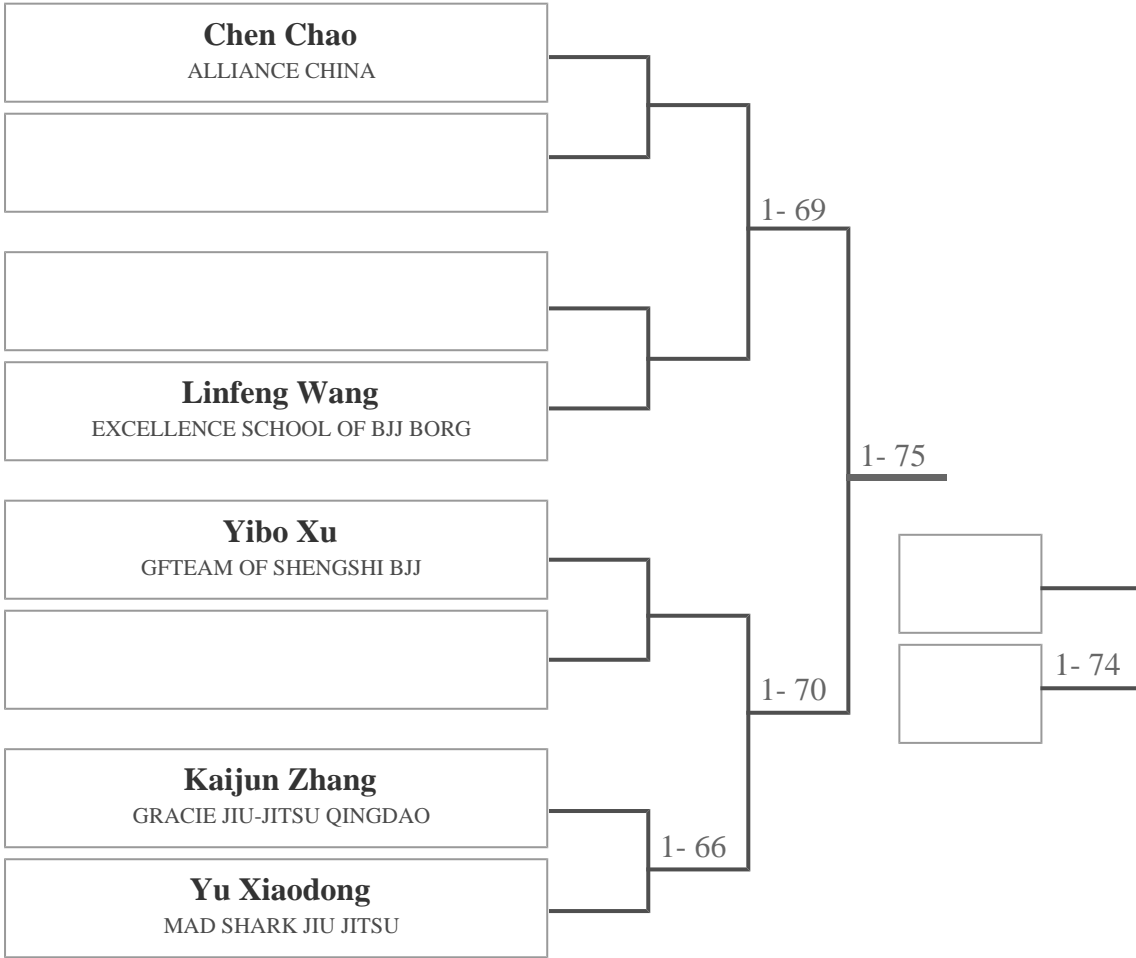 Chen Chao
ALLIANCE CHINA
1- 69
Linfeng Wang
EXCELLENCE SCHOOL OF BJJ BORG
1- 75
Yibo Xu
GFTEAM OF SHENGSHI BJJ
1- 74
1- 70
Kaijun Zhang
GRACIE JIU-JITSU QINGDAO
1- 66
Yu Xiaodong
MAD SHARK JIU JITSU